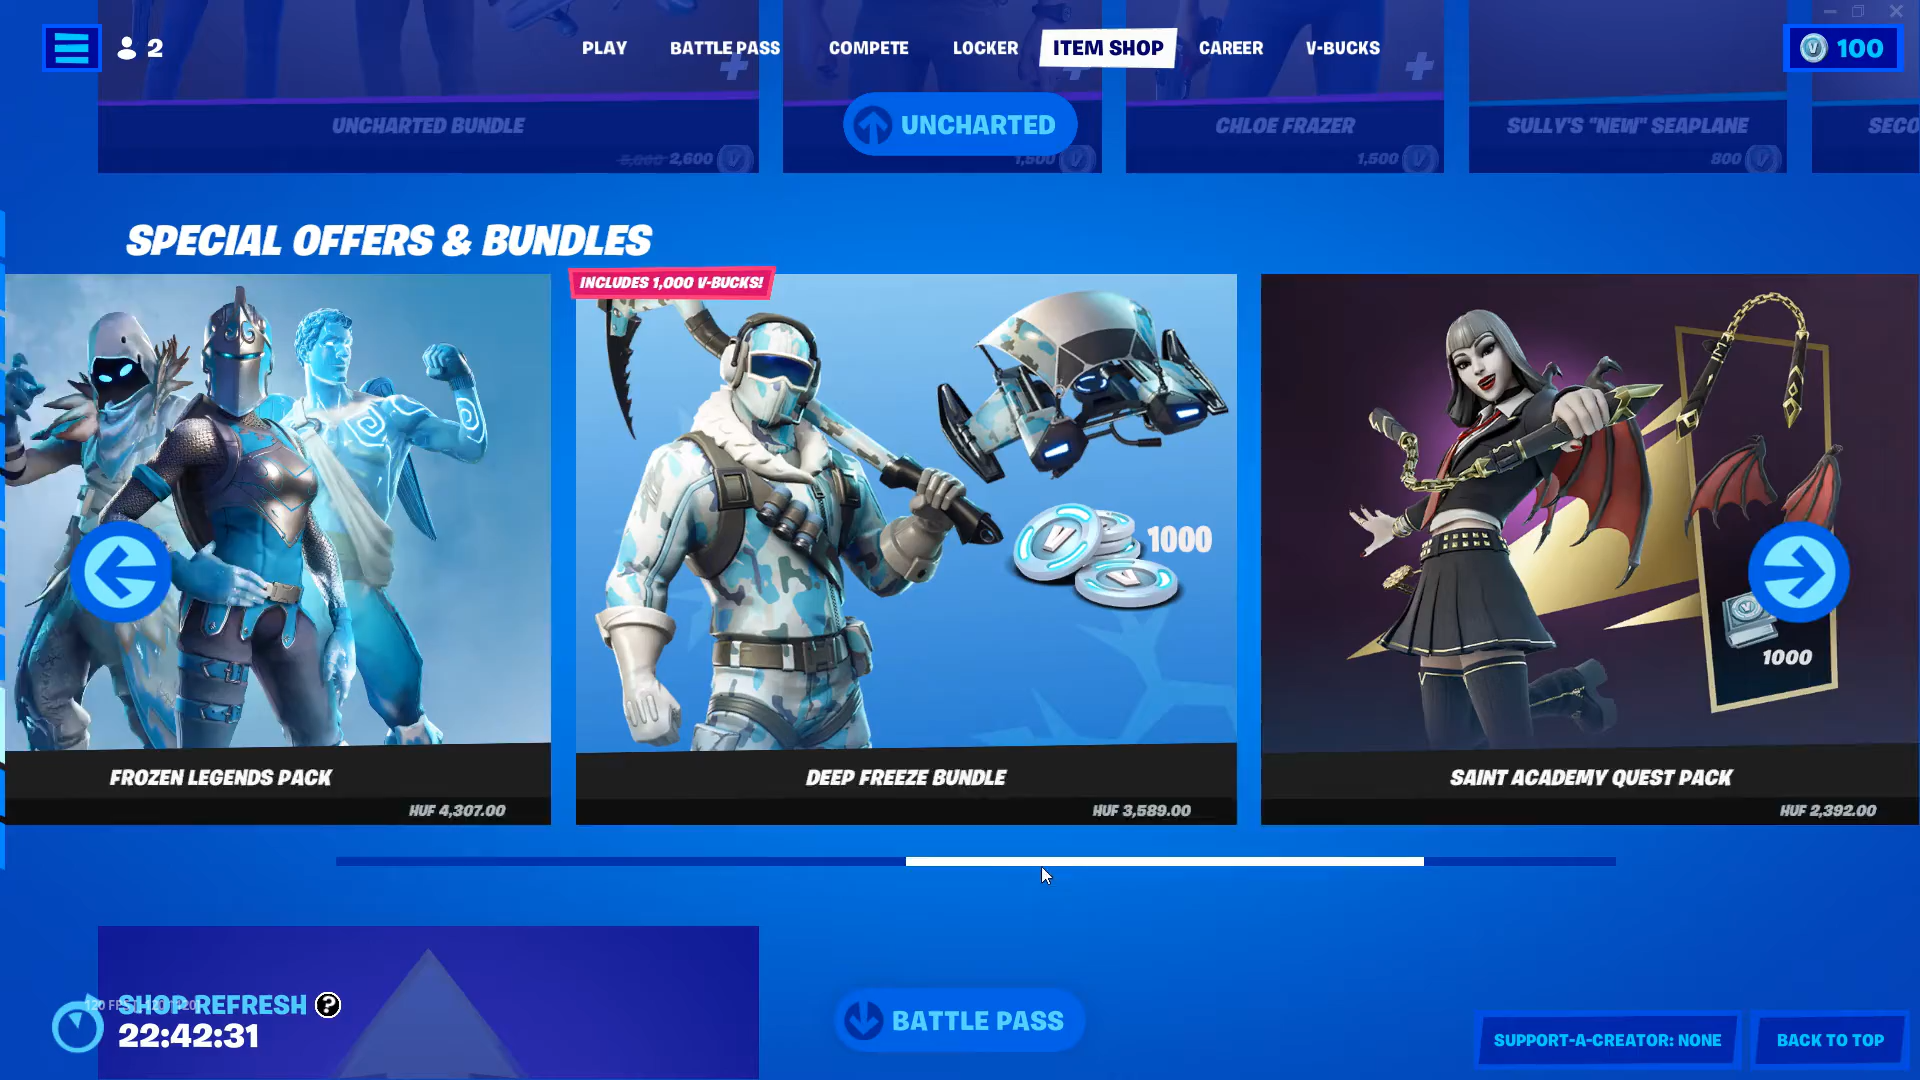 2
PLAY
BATTLE PASS
COMPETE
LOCKER
ITEM SHOP
CAREER
V-BUCKS
100
UNCHARTED BUNDLE
2,600
UNCHARTED
1,500
CHLOE FRAZER
1,500
SULLY'S "NEW" SEAPLANE
800
SECO
SPECIAL OFFERS & BUNDLES
INCLUDES 1,000 V-BUCKS!
1000
1000
FROZEN LEGENDS PACK
HUF 4,307.00
DEEP FREEZE BUNDLE
HUF 3,589.00
SAINT ACADEMY QUEST PACK
HUF 2,392.00
SHOP REFRESH ?
22:42:31
BATTLE PASS
SUPPORT-A-CREATOR: NONE
BACK TO TOP